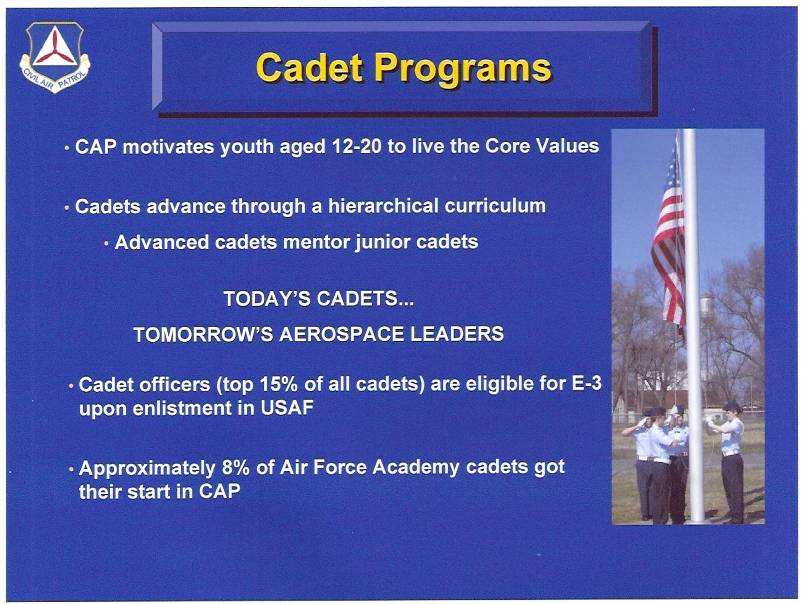 CIVIL AIR PATROL
Cadet Programs
• CAP motivates youth aged 12-20 to live the Core Values
• Cadets advance through a hierarchical curriculum
• Advanced cadets mentor junior cadets
TODAY'S CADETS...
TOMORROW'S AEROSPACE LEADERS
• Cadet officers (top 15% of all cadets) are eligible for E-3
upon enlistment in USAF
• Approximately 8% of Air Force Academy cadets got
their start in CAP